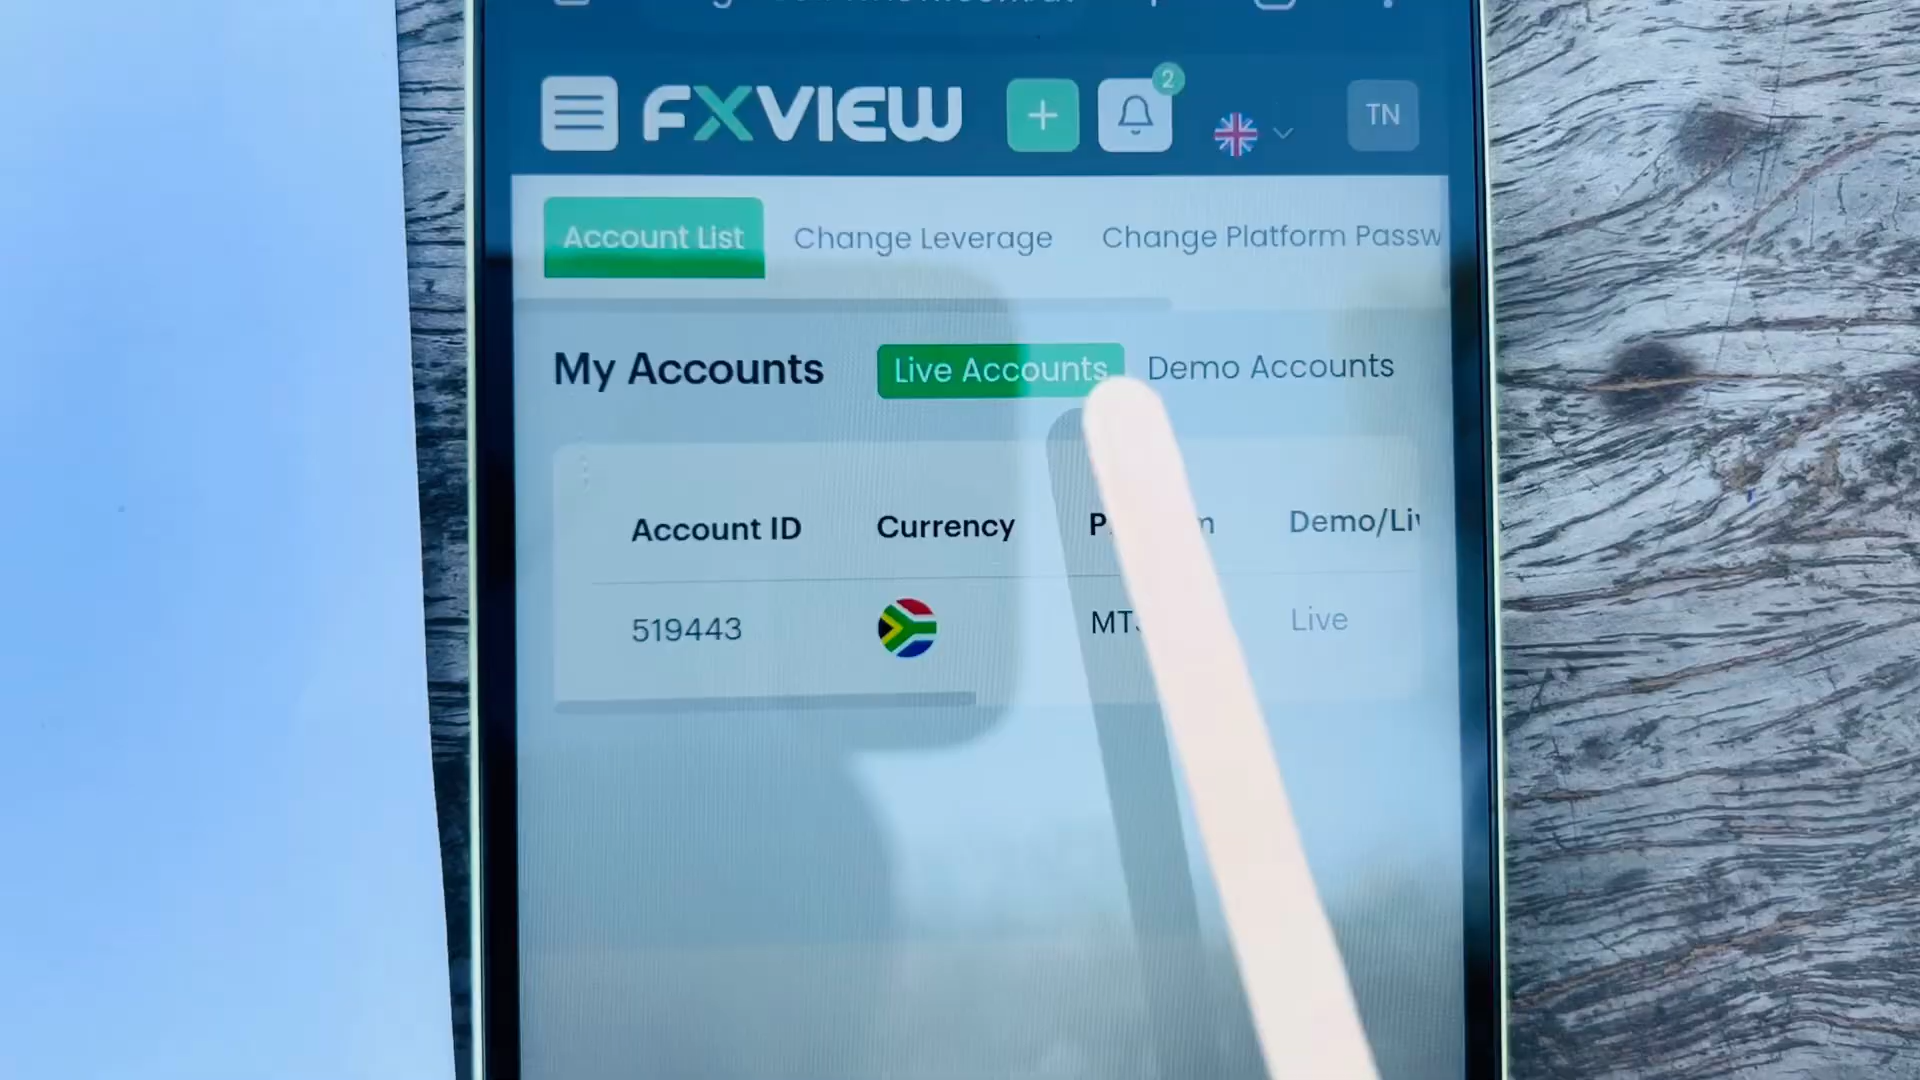 FXVIEW
2
TN
Account List
Change Leverage
Change Platform Passw
My Accounts
Live Accounts
Demo Accounts
Account ID
Currency
Demo/Liv
519443
Live